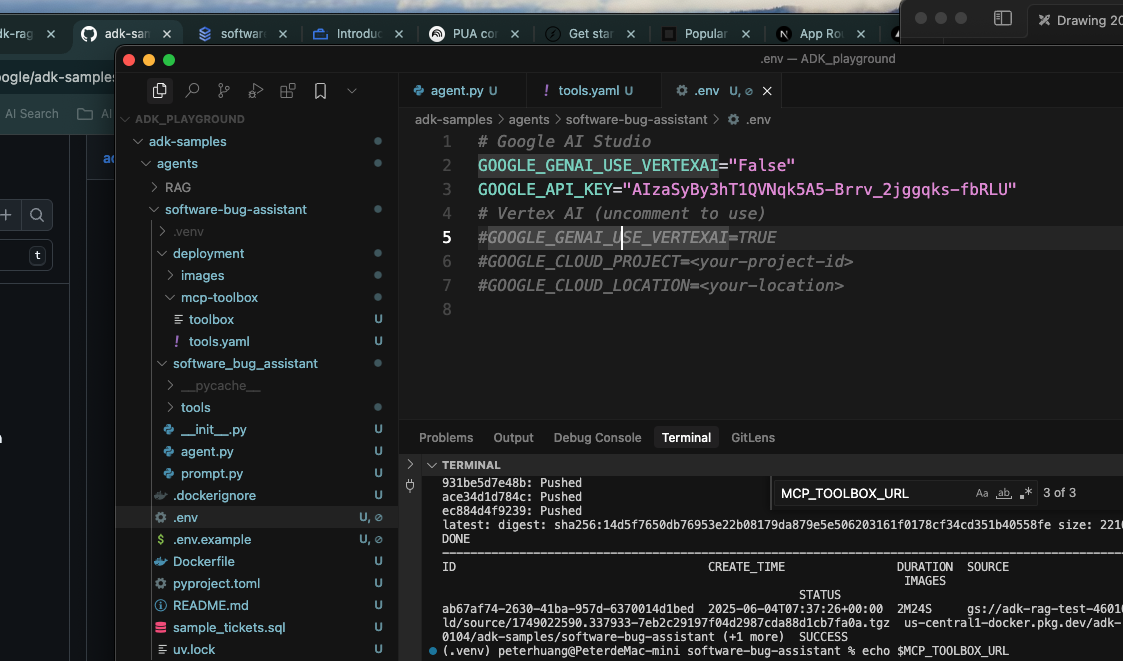 dk-rag
adk-san
softwar
Introduc
PUA cor
Get star
Popular
N
App Ro
Drawing 20
oogle/adk-samples
AI Search
AI
.env — ADK_playground
agent.py U
tools.yaml U
.env U,
adk-samples > agents > software-bug-assistant > .env
t
ADK_PLAYGROUND
adk-samples
agents
RAG
software-bug-assistant
.venv
deployment
images
mcp-toolbox
toolbox U
tools.yaml U
software_bug_assistant
__pycache__
tools
__init__.py U
agent.py U
prompt.py U
.dockerignore U
.env U,
.env.example U,
Dockerfile U
pyproject.toml U
README.md U
sample_tickets.sql U
uv.lock U
1 # Google AI Studio
2 GOOGLE_GENAI_USE_VERTEXAI="False"
3 GOOGLE_API_KEY="AIzaSyBy3hT1QVNqk5A5-Brrv_2jggqks-fbRLU"
4 # Vertex AI (uncomment to use)
5 #GOOGLE_GENAI_USE_VERTEXAI=TRUE
6 #GOOGLE_CLOUD_PROJECT=<your-project-id>
7 #GOOGLE_CLOUD_LOCATION=<your-location>
8
Problems Output Debug Console Terminal GitLens
TERMINAL
MCP_TOOLBOX_URL Aa ab .* 3 of 3
931be5d7e48b: Pushed
ace34d1d784c: Pushed
ec884d4f9239: Pushed
latest: digest: sha256:14d5f7650db76953e22b08179da879e5e506203161f0178cf34cd351b40558fe size: 2210
DONE
ID CREATE_TIME DURATION SOURCE
IMAGES
STATUS
ab67af74-2630-41ba-957d-6370014d1bed 2025-06-04T07:37:26+00:00 2M24S gs://adk-rag-test-46010
ld/source/1749022590.337933-7eb2c29197f04d2987cda88d1cb7fa0a.tgz us-central1-docker.pkg.dev/adk-
0104/adk-samples/software-bug-assistant (+1 more) SUCCESS
(.venv) peterhuang@PeterdeMac-mini software-bug-assistant % echo $MCP_TOOLBOX_URL